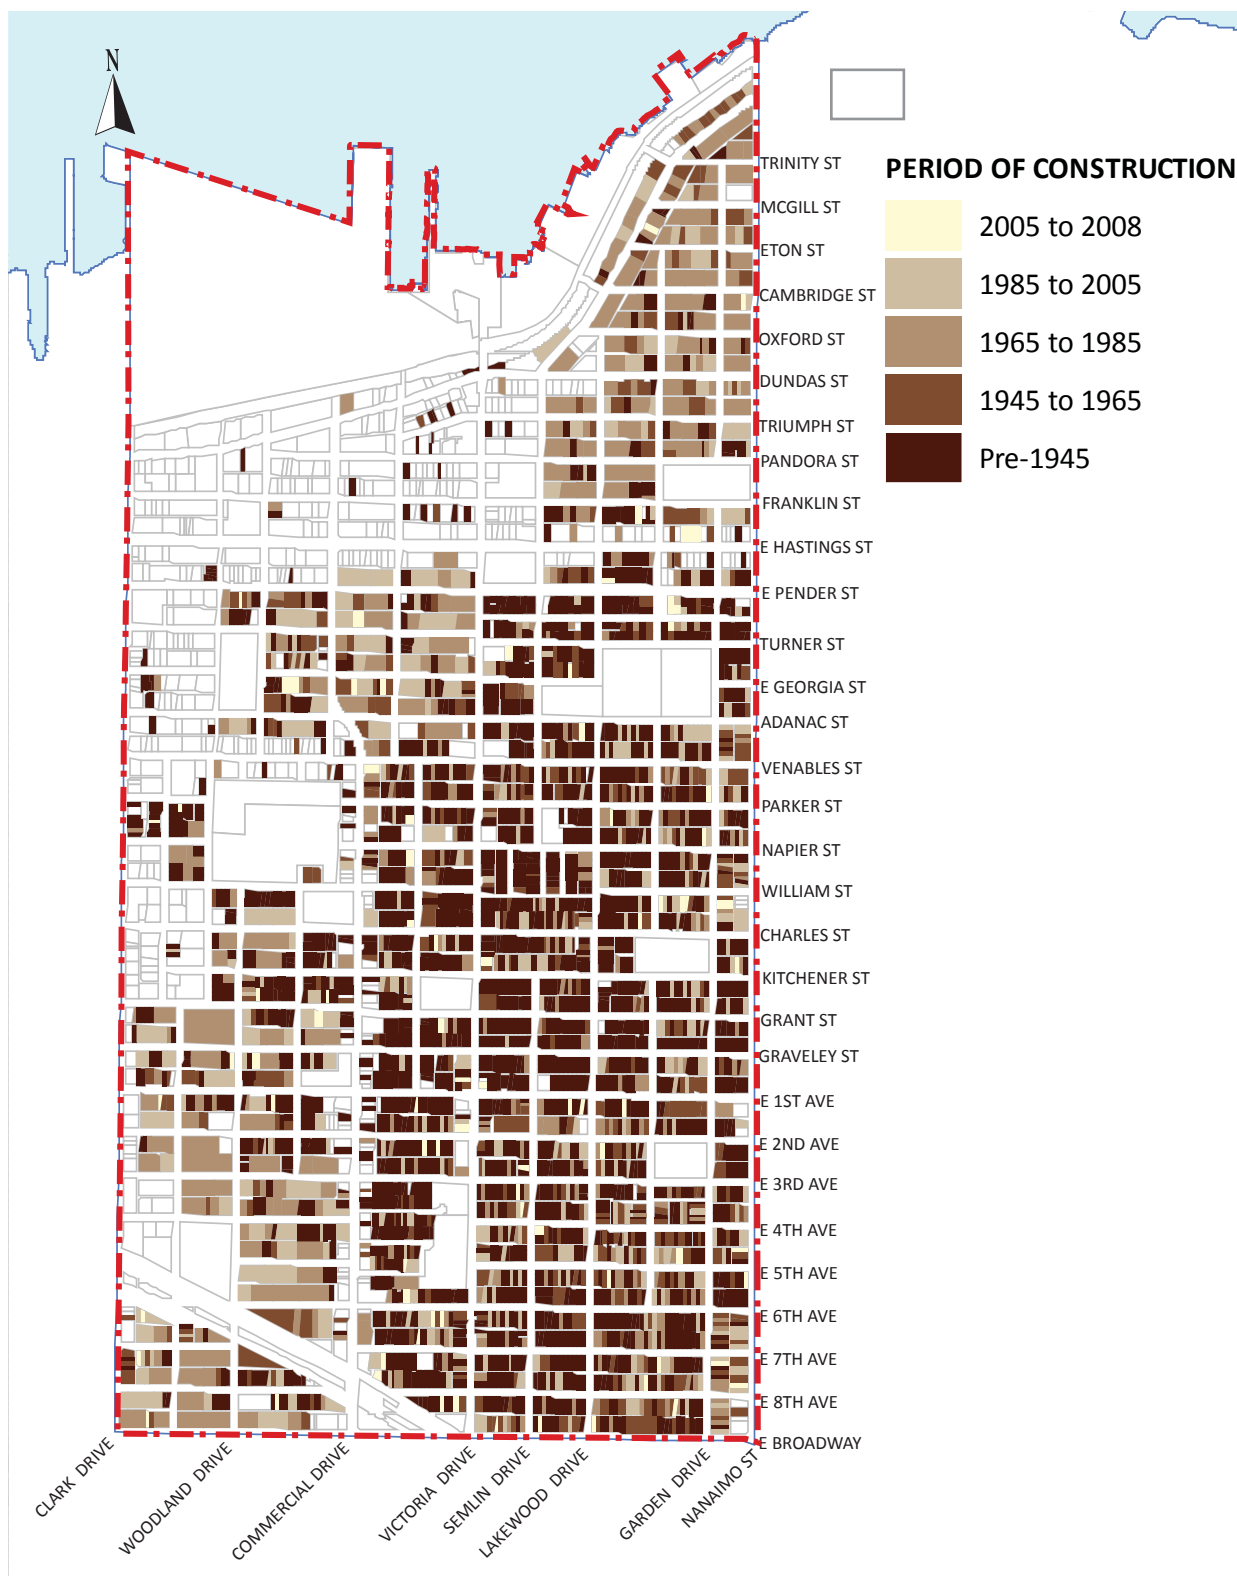 N
TRINITY ST
MCGILL ST
ETON ST
CAMBRIDGE ST
OXFORD ST
DUNDAS ST
TRIUMPH ST
PANDORA ST
FRANKLIN ST
E HASTINGS ST
E PENDER ST
TURNER ST
E GEORGIA ST
ADANAC ST
VENABLES ST
PARKER ST
NAPIER ST
WILLIAM ST
CHARLES ST
KITCHENER ST
GRANT ST
GRAVELEY ST
E 1ST AVE
E 2ND AVE
E 3RD AVE
E 4TH AVE
E 5TH AVE
E 6TH AVE
E 7TH AVE
E 8TH AVE
E BROADWAY
CLARK DRIVE
WOODLAND DRIVE
COMMERCIAL DRIVE
VICTORIA DRIVE
SEMLIN DRIVE
LAKEWOOD DRIVE
GARDEN DRIVE
NANAIMO ST
PERIOD OF CONSTRUCTION
2005 to 2008
1985 to 2005
1965 to 1985
1945 to 1965
Pre-1945